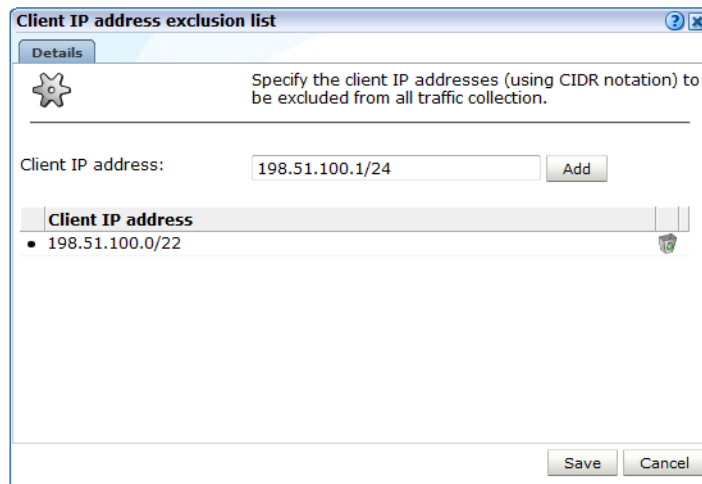 Client IP address exclusion list
Details
Specify the client IP addresses (using CIDR notation) to
be excluded from all traffic collection.
Client IP address: 198.51.100.1/24 Add
Client IP address
• 198.51.100.0/22
Save Cancel